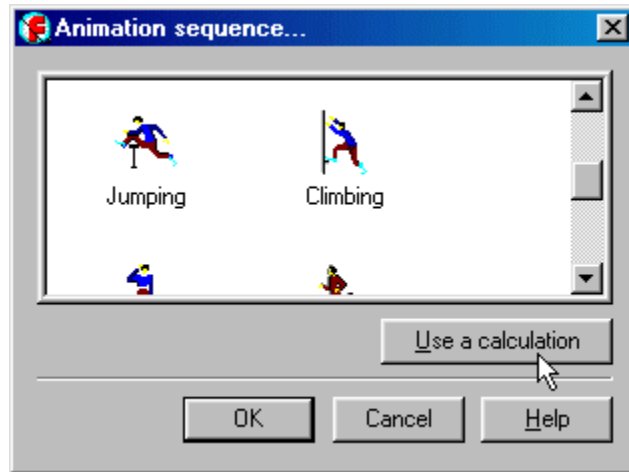 Animation sequence...
Jumping Climbing
Use a calculation
OK Cancel Help